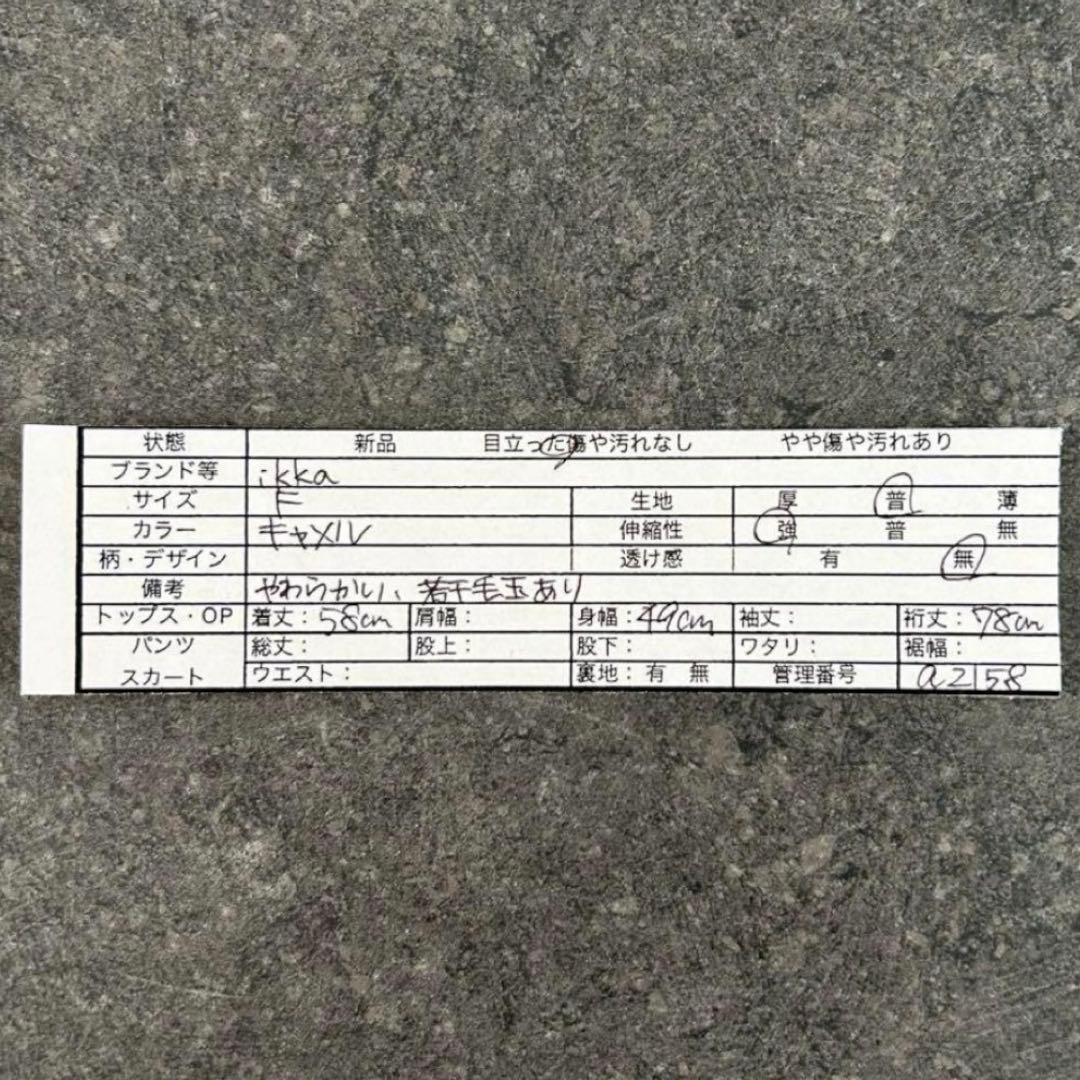 状態 新品 目立った傷や汚れなし やや傷や汚れあり
ブランド等 ikka
サイズ F 生地 厚 普 薄
カラー キャメル 伸縮性 強 普 無
柄・デザイン 透け感 有 無
備考 やわらかい、若干毛玉あり
トップス・OP 着丈：58cm 肩幅： 身幅：49cm 袖丈： 裄丈：78cm
パンツ 総丈： 股上： 股下： ワタリ： 裾幅：
スカート ウエスト： 裏地：有 無 管理番号 a2158